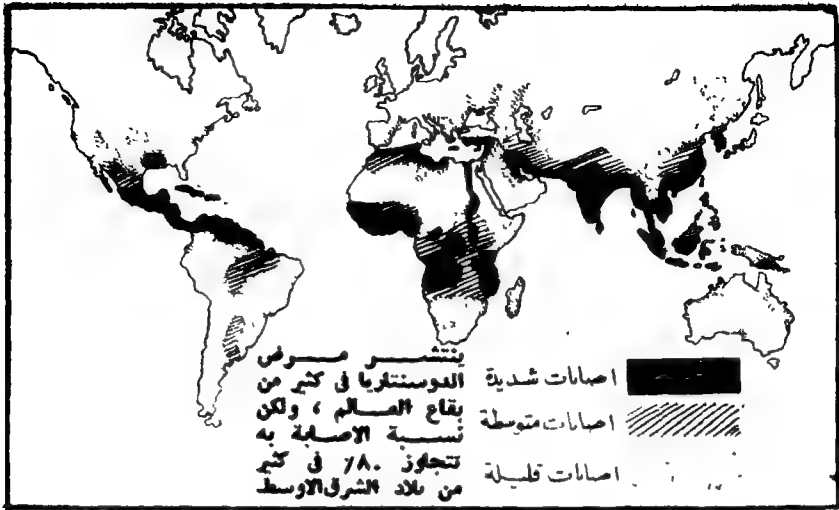 ينتشر مرض
الدوسنتاريا في كثير من
بقاع العالم ، ولكن
نسبة الاصابة به
تتجاوز ٨٠٪ في كثير
من بلاد الشرق الاوسط
اصابات شديدة
اصابات متوسطة
اصابات قليلة